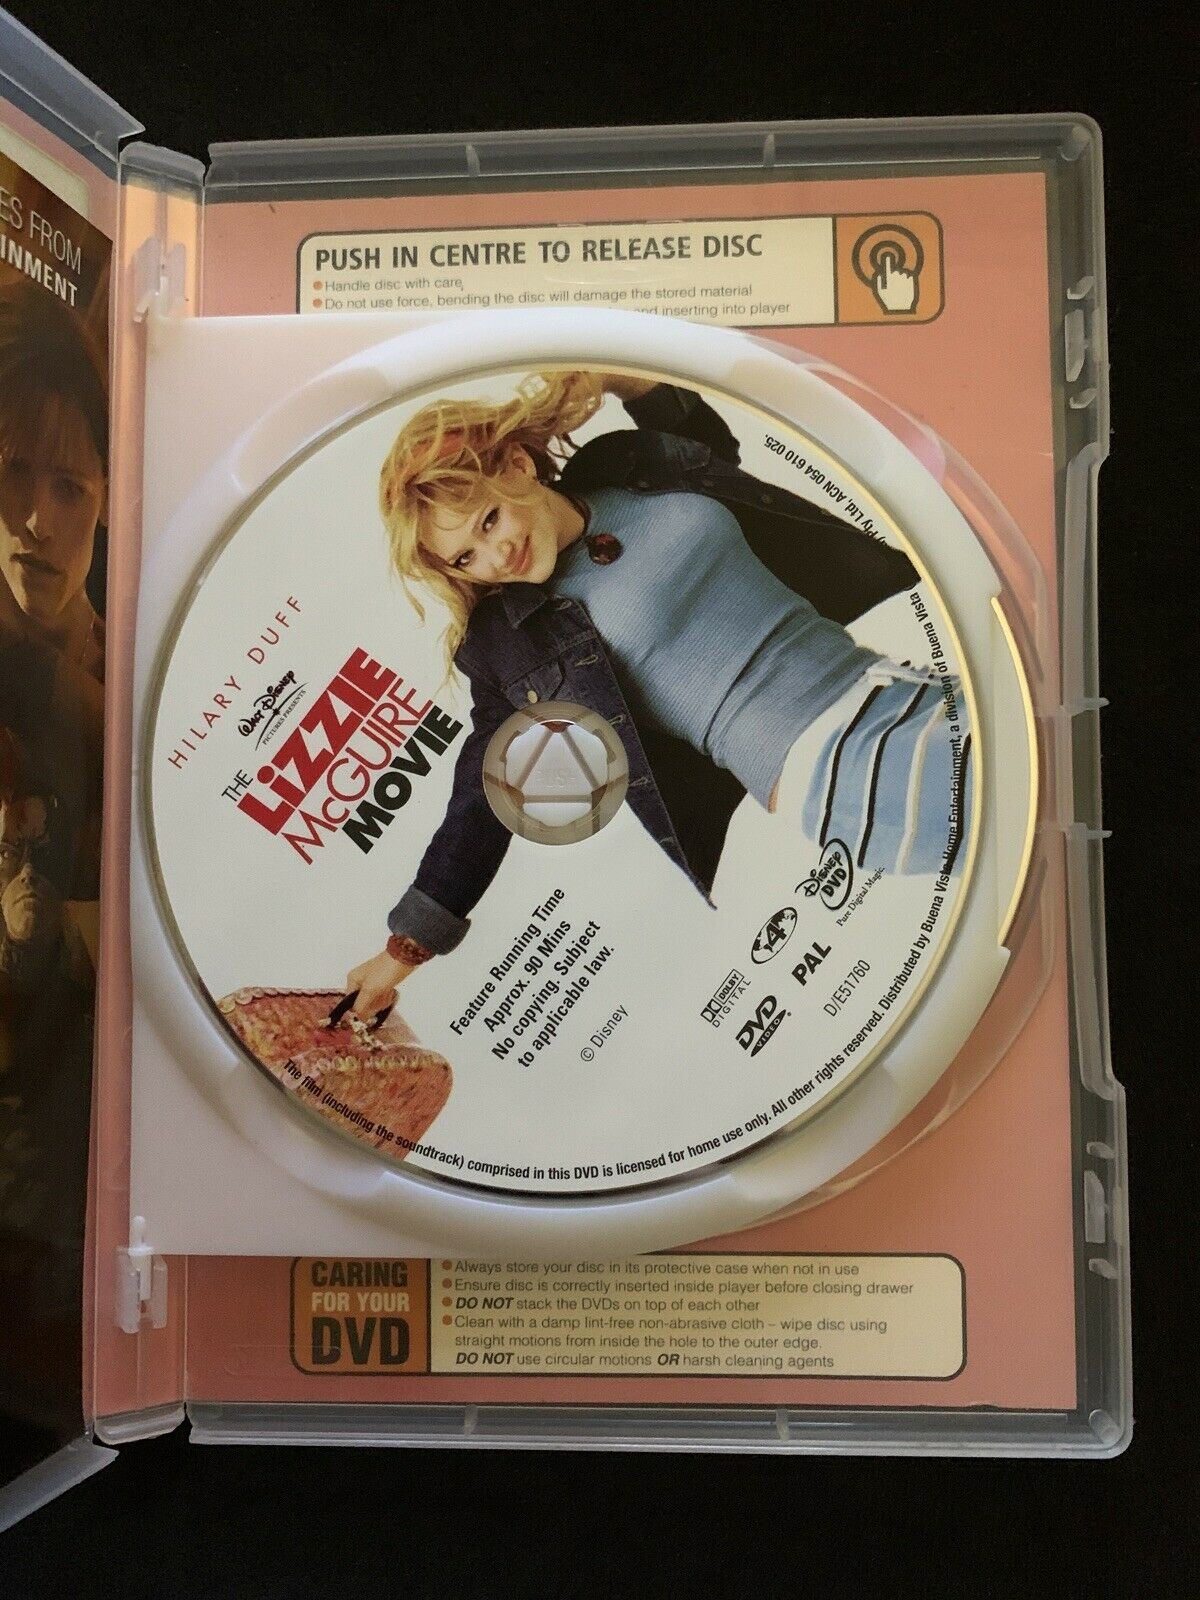 ES FROM
INMENT
PUSH IN CENTRE TO RELEASE DISC
Handle disc with care
Do not use force, bending the disc will damage the stored material
and inserting into player
HILARY DUFF
WALT DISNEY
PICTURES PRESENTS
THE
LiZZiE
McGUIRE
MOVIE
Feature Running Time
Approx. 90 Mins
No copying. Subject
to applicable law.
© Disney
DOLBY
DIGITAL
DVD
VIDEO
4
PAL
D/E51760
DISNEY
DVD
Pure Digital Magic.
The film (including the soundtrack) comprised in this DVD is licensed for home use only. All other rights reserved. Distributed by Buena Vista Home Entertainment, a division of Buena Vista
) Pty Ltd, ACN 054 610 025.
CARING
FOR YOUR
DVD
Always store your disc in its protective case when not in use
Ensure disc is correctly inserted inside player before closing drawer
DO NOT stack the DVDs on top of each other
Clean with a damp lint-free non-abrasive cloth – wipe disc using
straight motions from inside the hole to the outer edge.
DO NOT use circular motions OR harsh cleaning agents